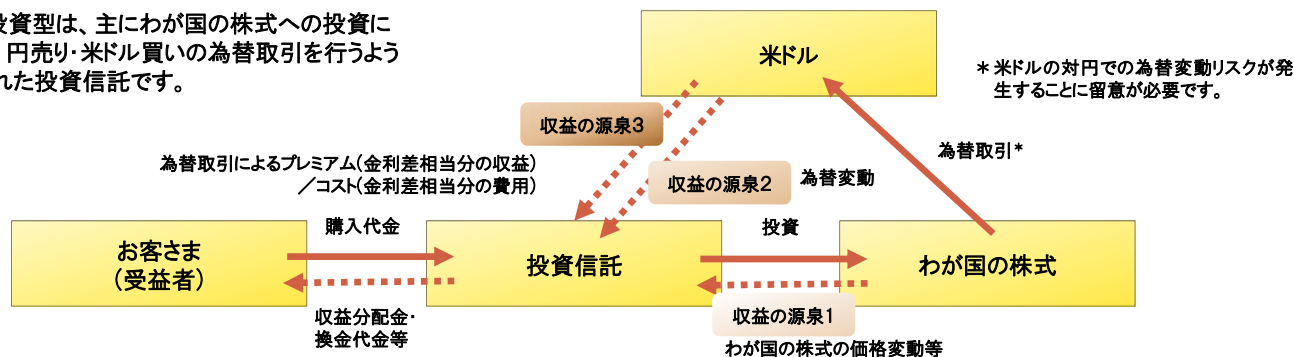 投資型は、主にわが国の株式への投資に
円売り・米ドル買いの為替取引を行うよう
れた投資信託です。
米ドル
＊米ドルの対円での為替変動リスクが発
生することに留意が必要です。
収益の源泉3
為替取引＊
為替取引によるプレミアム(金利差相当分の収益)
／コスト(金利差相当分の費用)
収益の源泉2
為替変動
購入代金
投資
お客さま
(受益者)
投資信託
わが国の株式
収益分配金・
換金代金等
収益の源泉1
わが国の株式の価格変動等